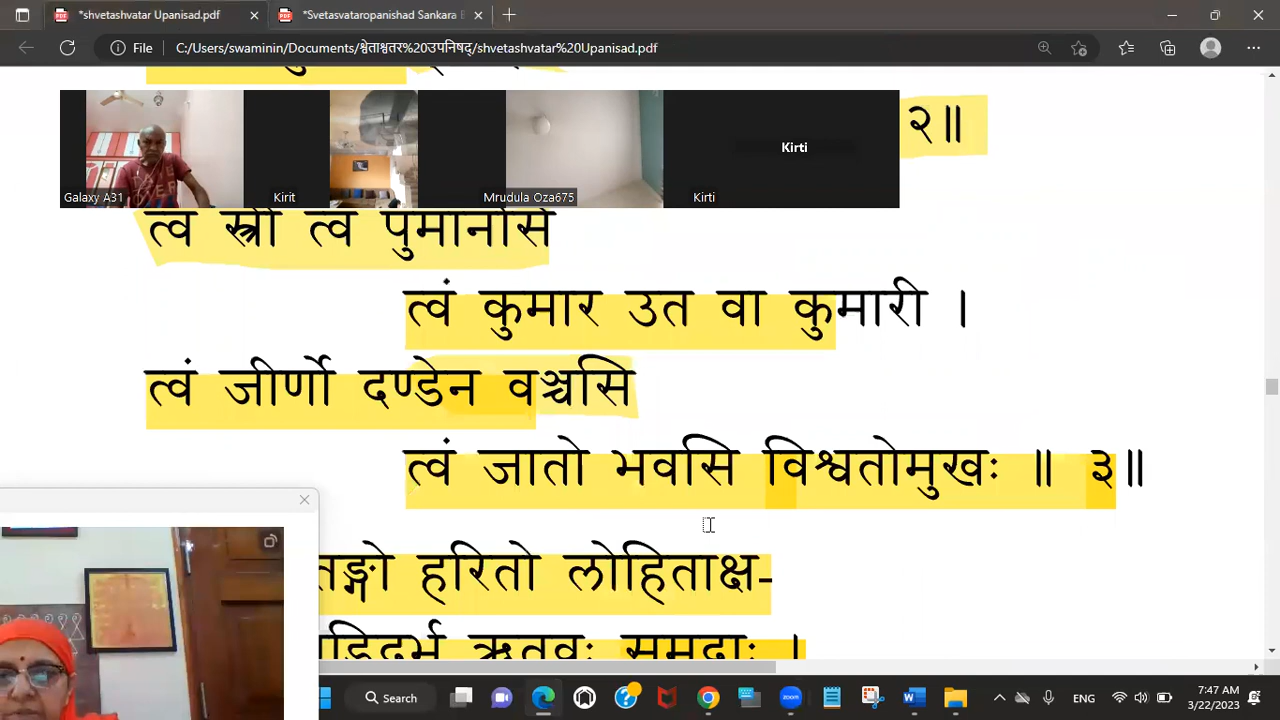 *shvetashvatar Upanisad.pdf
*Svetasvataropanishad Sankara
File
C:/Users/swaminin/Documents/श्वेताश्वतर%20उपनिषद्/shvetashvatar%20Upanisad.pdf
२॥
Kirti
Galaxy A31
Kirit
Mrudula Oza675
Kirti
त्वं स्त्री त्वं पुमानसि
त्वं कुमार उत वा कुमारी ।
त्वं जीर्णो दण्डेन वञ्चसि
त्वं जातो भवसि विश्वतोमुखः ॥ ३॥
हरितो लोहिताक्ष-
ऋतवः समुद्राः ।
Search
ENG
7:47 AM
3/22/2023